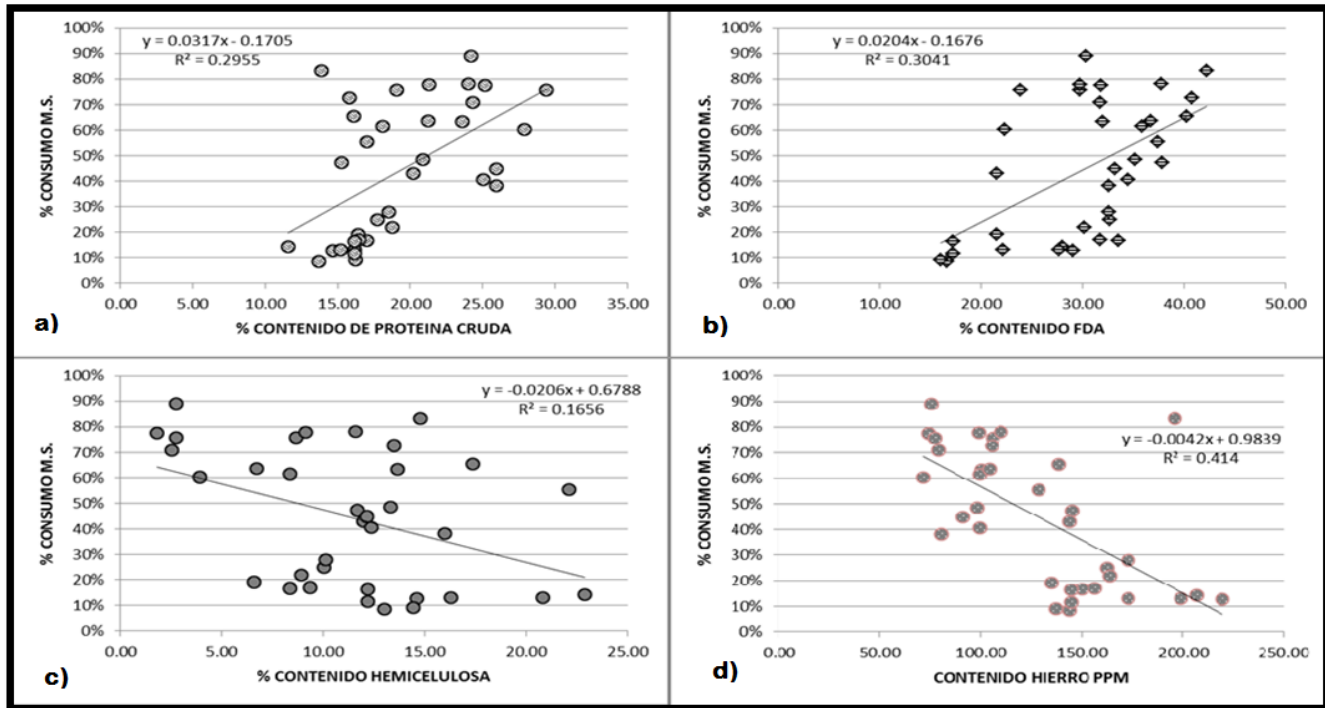 100%
90%
80%
70%
60%
50%
40%
30%
20%
10%
0%
% CONSUMO M.S.
y = 0.0317x - 0.1705
R² = 0.2955
0.00 5.00 10.00 15.00 20.00 25.00 30.00 35.00
a)
% CONTENIDO DE PROTEINA CRUDA
100%
90%
80%
70%
60%
50%
40%
30%
20%
10%
0%
% CONSUMO M.S.
y = 0.0204x - 0.1676
R² = 0.3041
0.00 10.00 20.00 30.00 40.00 50.00
b)
% CONTENIDO FDA
100%
90%
80%
70%
60%
50%
40%
30%
20%
10%
0%
% CONSUMO M.S.
y = -0.0206x + 0.6788
R² = 0.1656
0.00 5.00 10.00 15.00 20.00 25.00
c)
% CONTENIDO HEMICELULOSA
100%
90%
80%
70%
60%
50%
40%
30%
20%
10%
0%
% CONSUMO M.S.
y = -0.0042x + 0.9839
R² = 0.414
0.00 50.00 100.00 150.00 200.00 250.00
d)
CONTENIDO HIERRO PPM